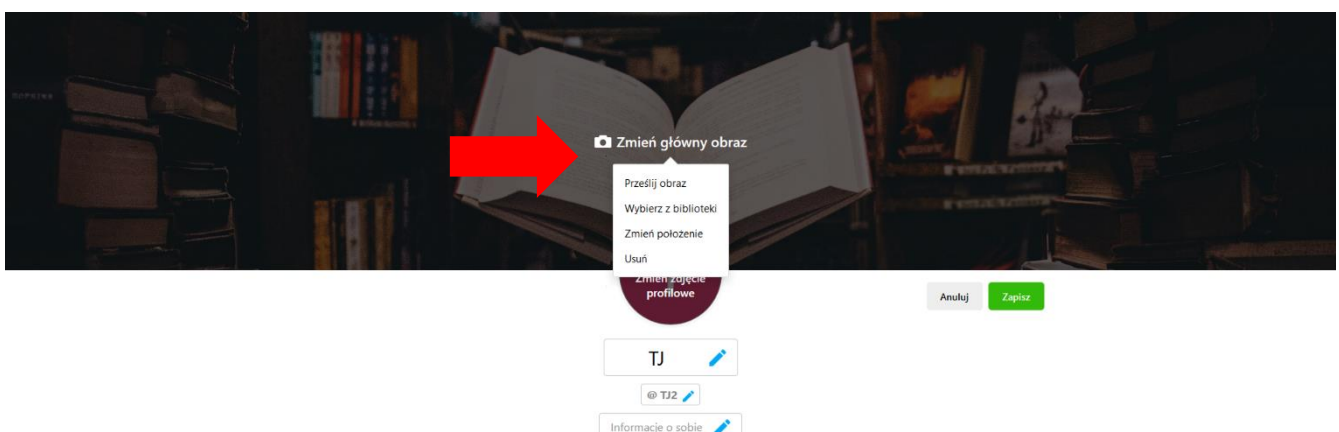 Zmień główny obraz
Prześlij obraz
Wybierz z biblioteki
Zmień położenie
Usuń
Zmień zdjęcie
profilowe
Anuluj
Zapisz
TJ
@ TJ2
Informacje o sobie